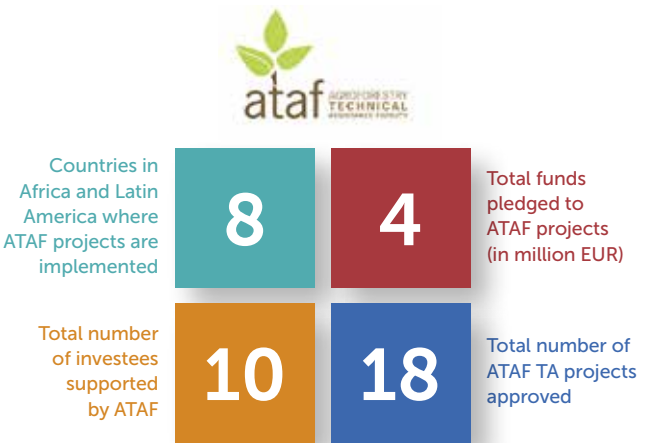 ataf
AGROFORESTRY
TECHNICAL
ASSISTANCE FACILITY
Countries in
Africa and Latin
America where
ATAF projects are
implemented
8
4
Total funds
pledged to
ATAF projects
(in million EUR)
Total number
of investees
supported
by ATAF
10
18
Total number of
ATAF TA projects
approved